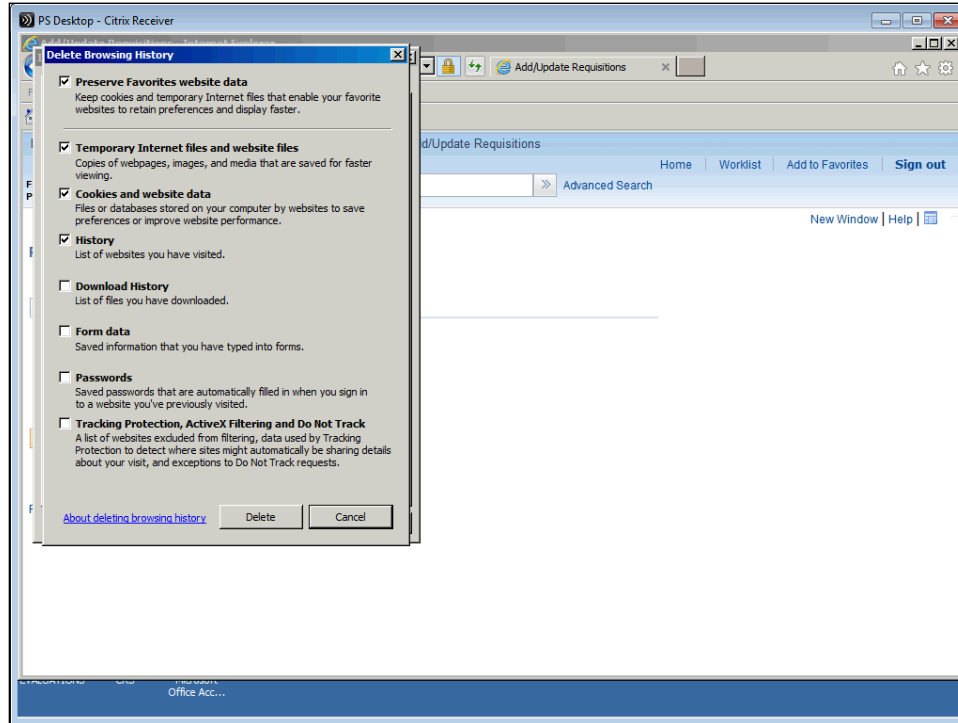 PS Desktop - Citrix Receiver
Add/Update Requisitions - Internet Explorer
Delete Browsing History
Add/Update Requisitions
Preserve Favorites website data
Keep cookies and temporary Internet files that enable your favorite
websites to retain preferences and display faster.
d/Update Requisitions
Temporary Internet files and website files
Copies of webpages, images, and media that are saved for faster
viewing.
Home
Worklist
Add to Favorites
Sign out
Advanced Search
Cookies and website data
Files or databases stored on your computer by websites to save
preferences or improve website performance.
New Window | Help |
History
List of websites you have visited.
Download History
List of files you have downloaded.
Form data
Saved information that you have typed into forms.
Passwords
Saved passwords that are automatically filled in when you sign in
to a website you've previously visited.
Tracking Protection, ActiveX Filtering and Do Not Track
A list of websites excluded from filtering, data used by Tracking
Protection to detect where sites might automatically be sharing details
about your visit, and exceptions to Do Not Track requests.
About deleting browsing history
Delete
Cancel
EVALUATIONS
CRS
Microsoft
Office Acc...